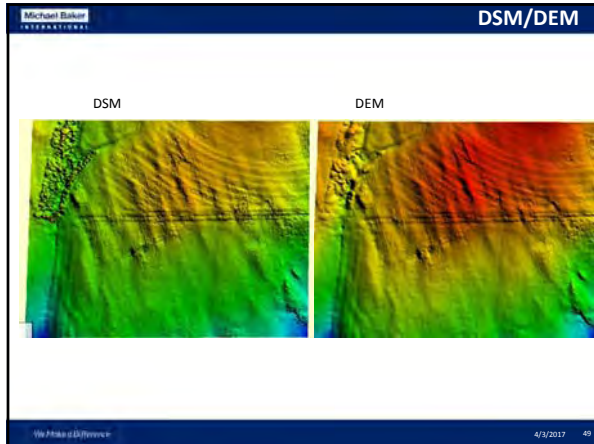 Michael Baker
INTERNATIONAL
DSM/DEM
DSM
DEM
We Make a Difference
4/3/2017 49